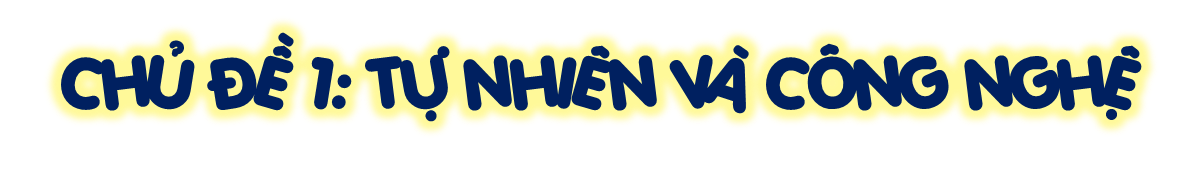 CHỦ ĐỀ 1: TỰ NHIÊN VÀ CÔNG NGHỆ